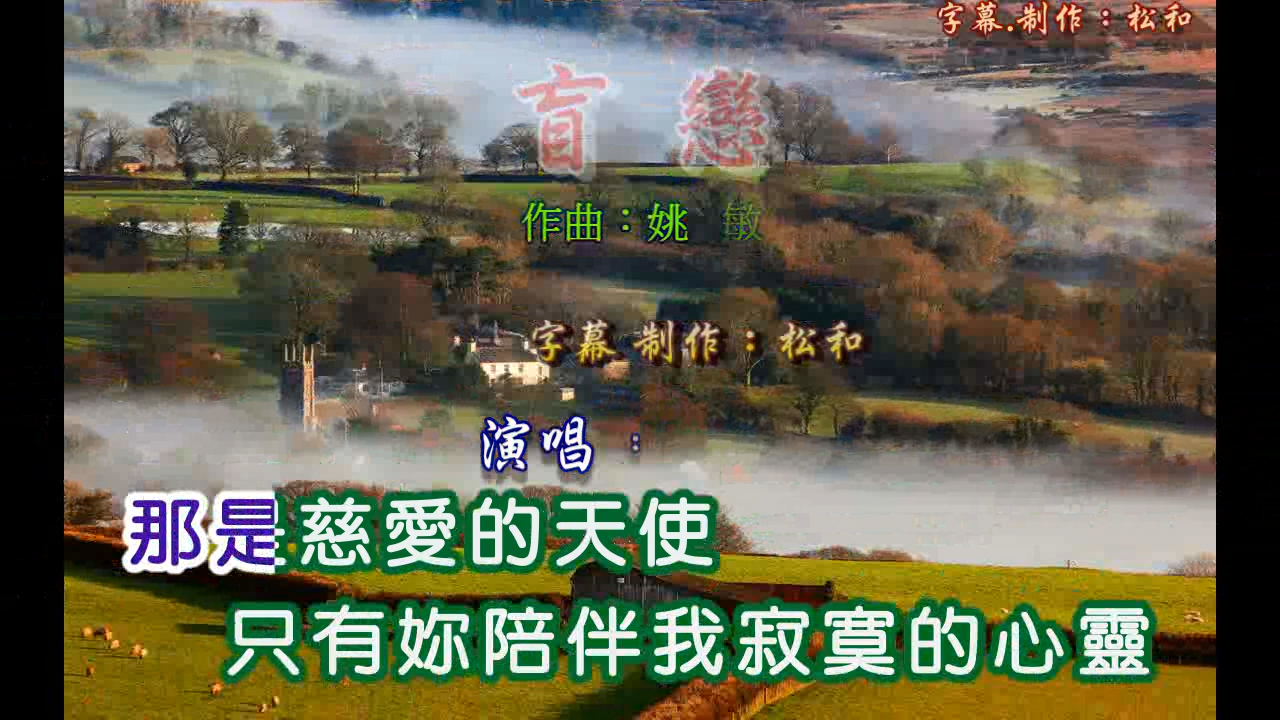 字幕.制作：松和
盲戀
作曲：姚 敏
字幕.制作：松和
演唱：
那是慈愛的天使
只有妳陪伴我寂寞的心靈